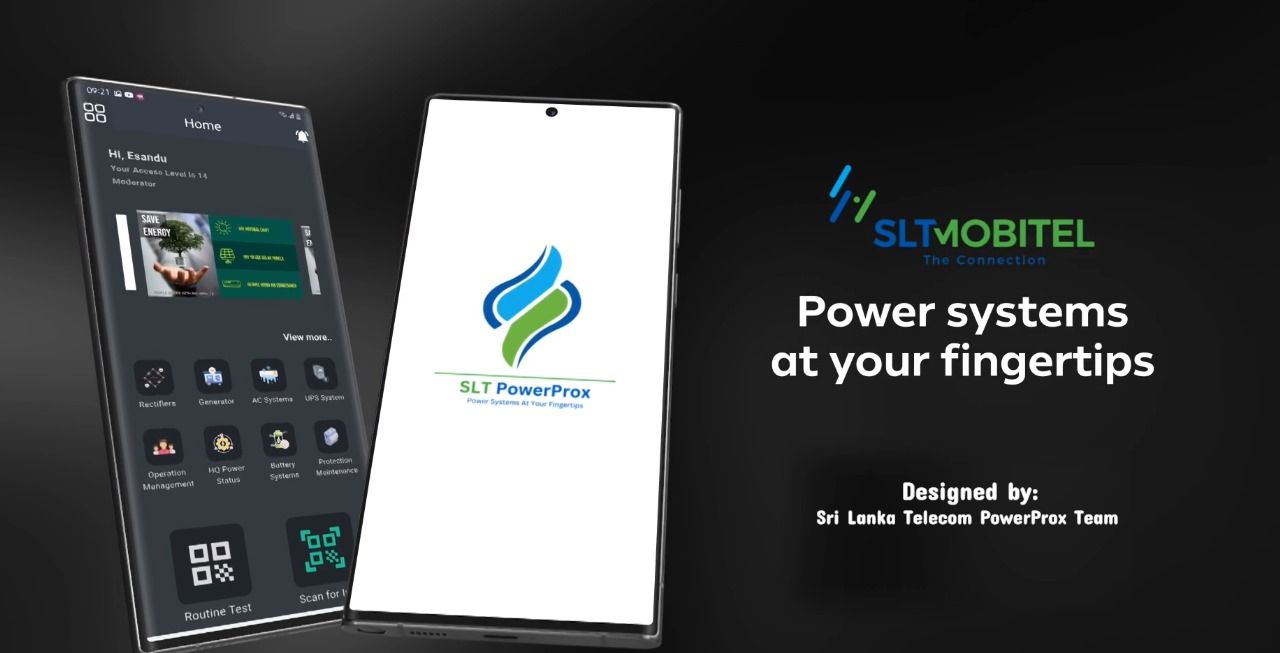 09:21
Home
Hi, Esandu
Your Access Level is 14
Moderator
SAVE
ENERGY
View more..
Rectifiers
Generator
AC Systems
UPS System
Operation
Management
HQ Power
Status
Battery
Systems
Protection
Maintenance
Routine Test
Scan for
SLT PowerProx
Power Systems At Your Fingertips
SLTMOBITEL
The Connection
Power systems
at your fingertips
Designed by:
Sri Lanka Telecom PowerProx Team